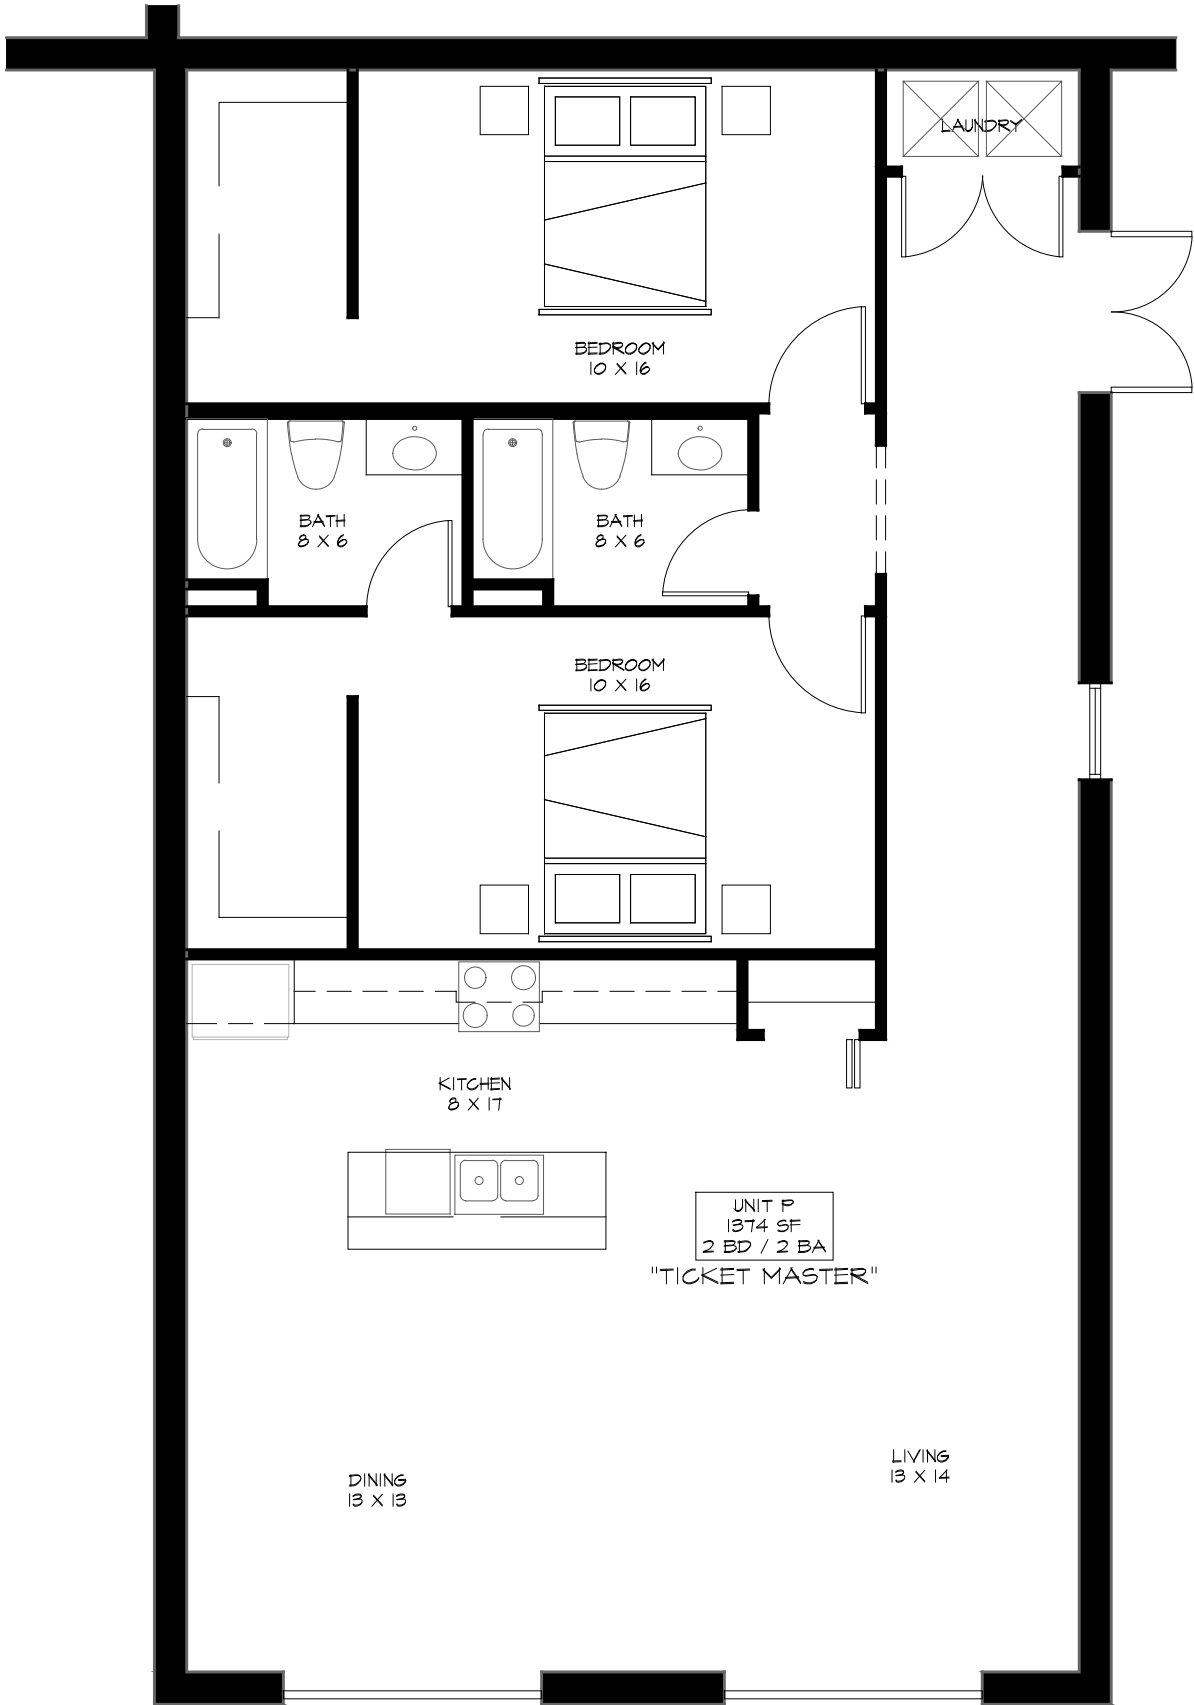 LAUNDRY
BEDROOM
10 X 16
BATH
8 X 6
BATH
8 X 6
BEDROOM
10 X 16
KITCHEN
8 X 17
UNIT P
1374 SF
2 BD / 2 BA
"TICKET MASTER"
LIVING
13 X 14
DINING
13 X 13